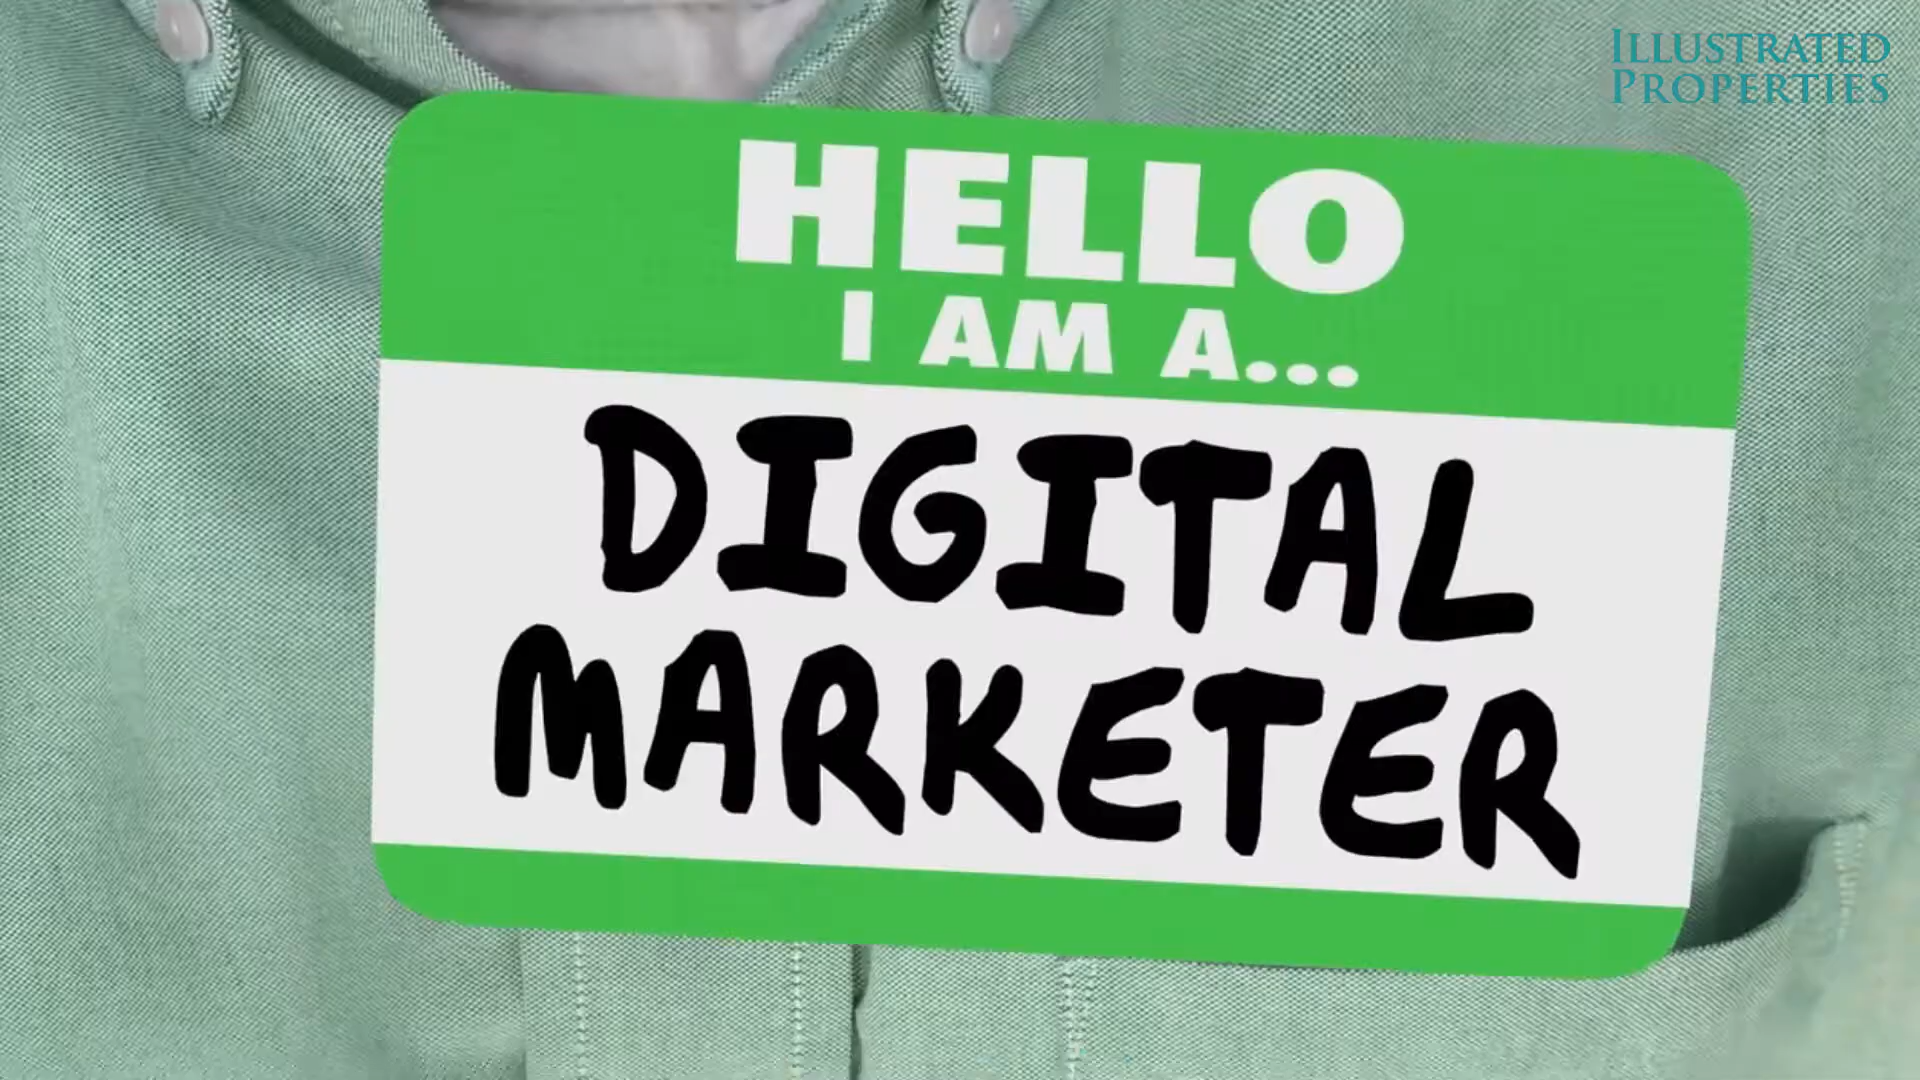 ILLUSTRATED
PROPERTIES
HELLO
I AM A...
DIGITAL
MARKETER